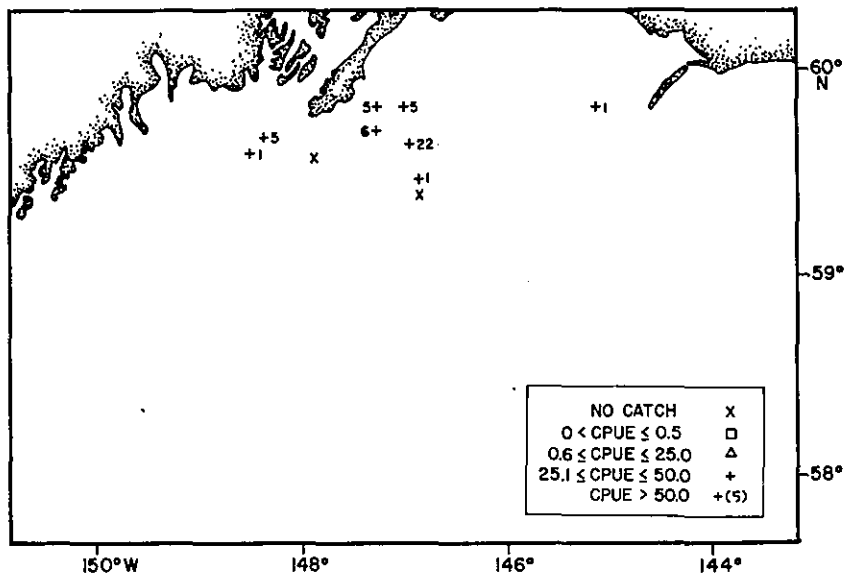 60°
N
5+ +5 +1
6+
+5 +22
+1 X
+1
X
59°
NO CATCH X
0 < CPUE ≤ 0.5 □
0.6 ≤ CPUE ≤ 25.0 △
25.1 ≤ CPUE ≤ 50.0 +
CPUE > 50.0 +(5)
58°
150°W 148° 146° 144°